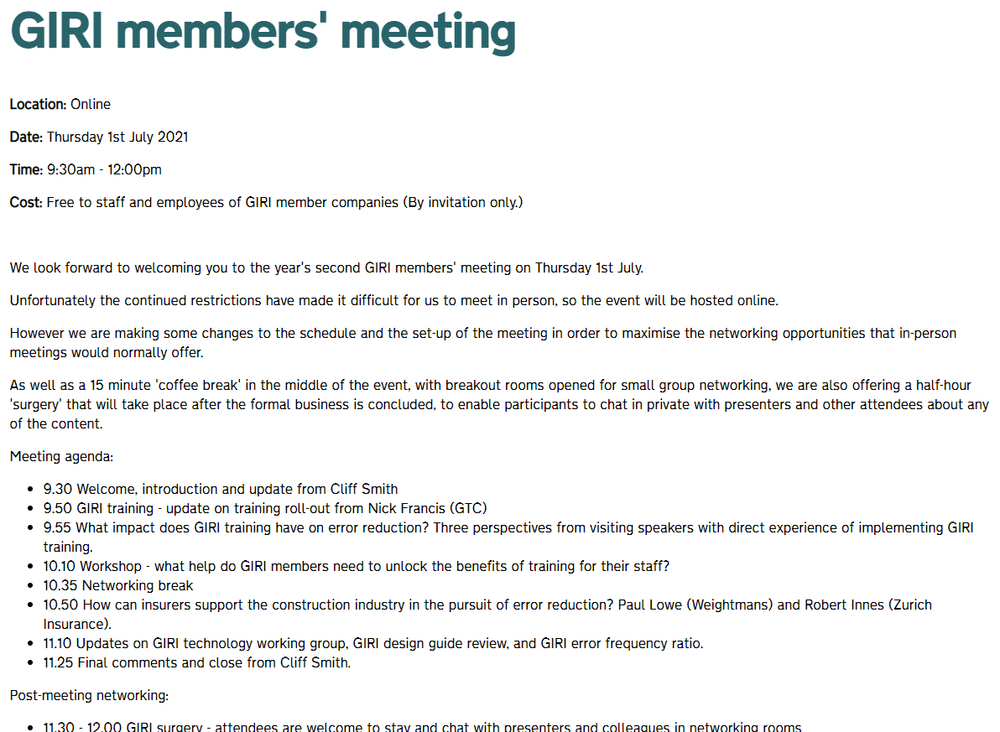 GIRI members' meeting
Location: Online
Date: Thursday 1st July 2021
Time: 9:30am - 12:00pm
Cost: Free to staff and employees of GIRI member companies (By invitation only.)
We look forward to welcoming you to the year's second GIRI members' meeting on Thursday 1st July.
Unfortunately the continued restrictions have made it difficult for us to meet in person, so the event will be hosted online.
However we are making some changes to the schedule and the set-up of the meeting in order to maximise the networking opportunities that in-person
meetings would normally offer.
As well as a 15 minute 'coffee break' in the middle of the event, with breakout rooms opened for small group networking, we are also offering a half-hour
'surgery' that will take place after the formal business is concluded, to enable participants to chat in private with presenters and other attendees about any
of the content.
Meeting agenda:
• 9.30 Welcome, introduction and update from Cliff Smith
• 9.50 GIRI training - update on training roll-out from Nick Francis (GTC)
• 9.55 What impact does GIRI training have on error reduction? Three perspectives from visiting speakers with direct experience of implementing GIRI
training.
• 10.10 Workshop - what help do GIRI members need to unlock the benefits of training for their staff?
• 10.35 Networking break
• 10.50 How can insurers support the construction industry in the pursuit of error reduction? Paul Lowe (Weightmans) and Robert Innes (Zurich
Insurance).
• 11.10 Updates on GIRI technology working group, GIRI design guide review, and GIRI error frequency ratio.
• 11.25 Final comments and close from Cliff Smith.
Post-meeting networking:
• 11.30 - 12.00 GIRI surgery - attendees are welcome to stay and chat with presenters and colleagues in networking rooms